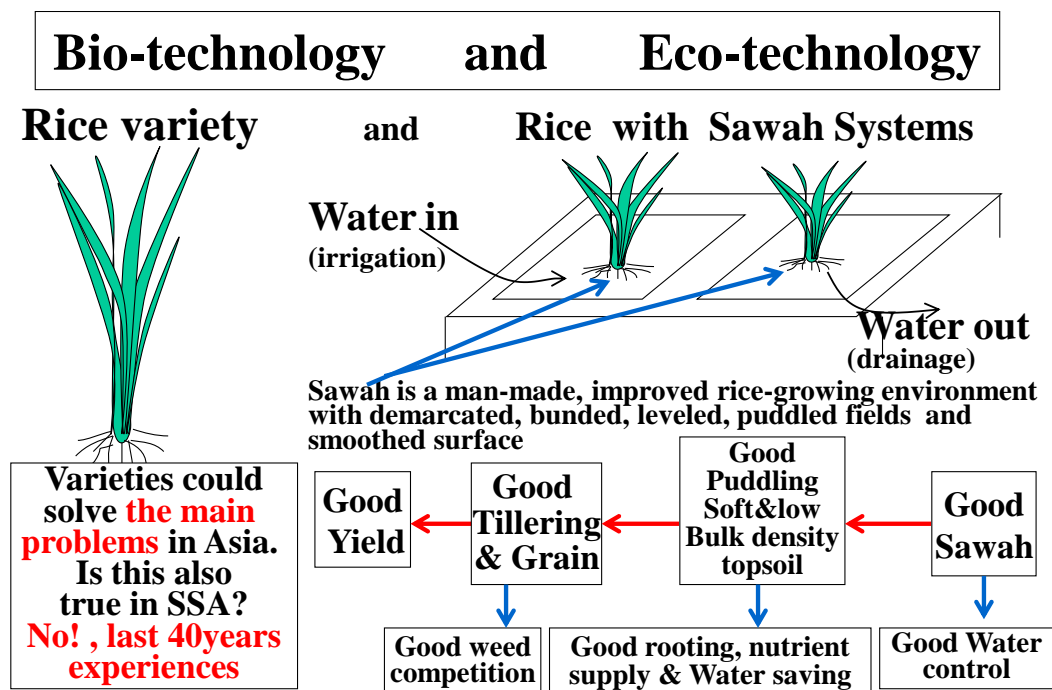 Bio-technology and Eco-technology
Rice variety and Rice with Sawah Systems
Water in
(irrigation)
Water out
(drainage)
Sawah is a man-made, improved rice-growing environment
with demarcated, bunded, leveled, puddled fields and
smoothed surface
Varieties could
solve the main
problems in Asia.
Is this also
true in SSA?
No! , last 40years
experiences
Good
Yield
Good
Tillering
& Grain
Good
Puddling
Soft&low
Bulk density
topsoil
Good
Sawah
Good weed
competition
Good rooting, nutrient
supply & Water saving
Good Water
control